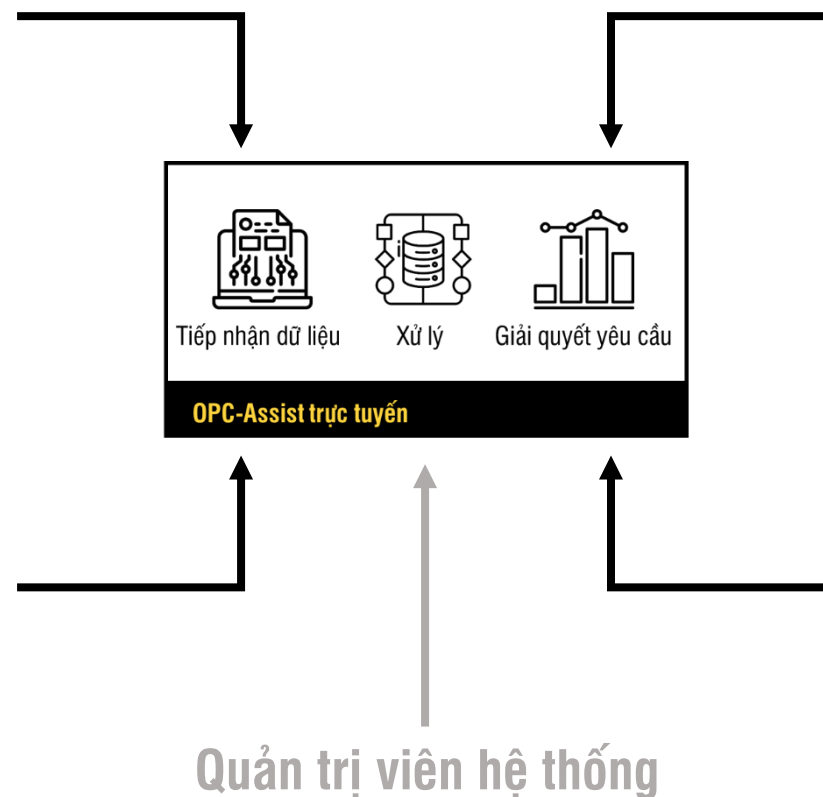 Tiếp nhận dữ liệu Xử lý Giải quyết yêu cầu
OPC-Assist trực tuyến
Quản trị viên hệ thống